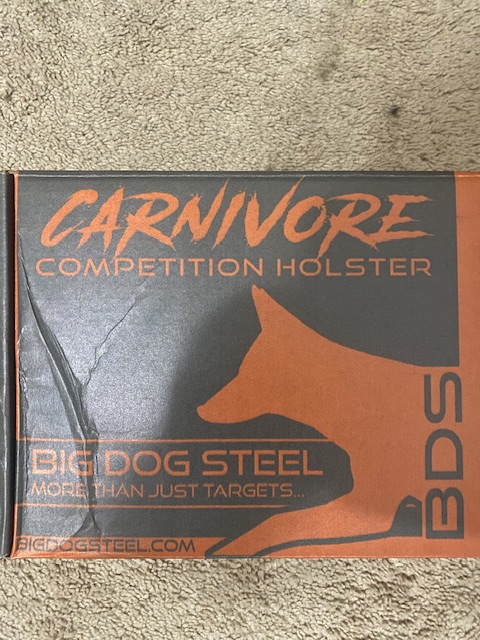 CARNIVORE
COMPETITION HOLSTER
BIG DOG STEEL
MORE THAN JUST TARGETS...
BIGDOGSTEEL.COM
BDS